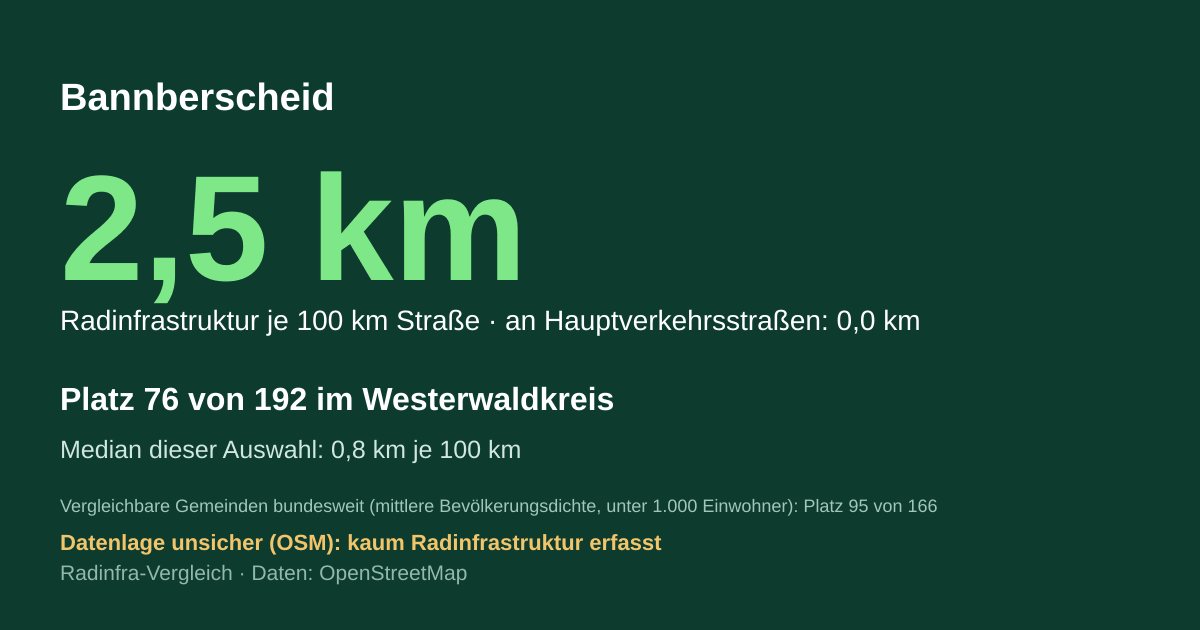 Bannberscheid
2,5 km
Radinfrastruktur je 100 km Straße · an Hauptverkehrsstraßen: 0,0 km
Platz 76 von 192 im Westerwaldkreis
Median dieser Auswahl: 0,8 km je 100 km
Vergleichbare Gemeinden bundesweit (mittlere Bevölkerungsdichte, unter 1.000 Einwohner): Platz 95 von 166
Datenlage unsicher (OSM): kaum Radinfrastruktur erfasst
Radinfra-Vergleich · Daten: OpenStreetMap